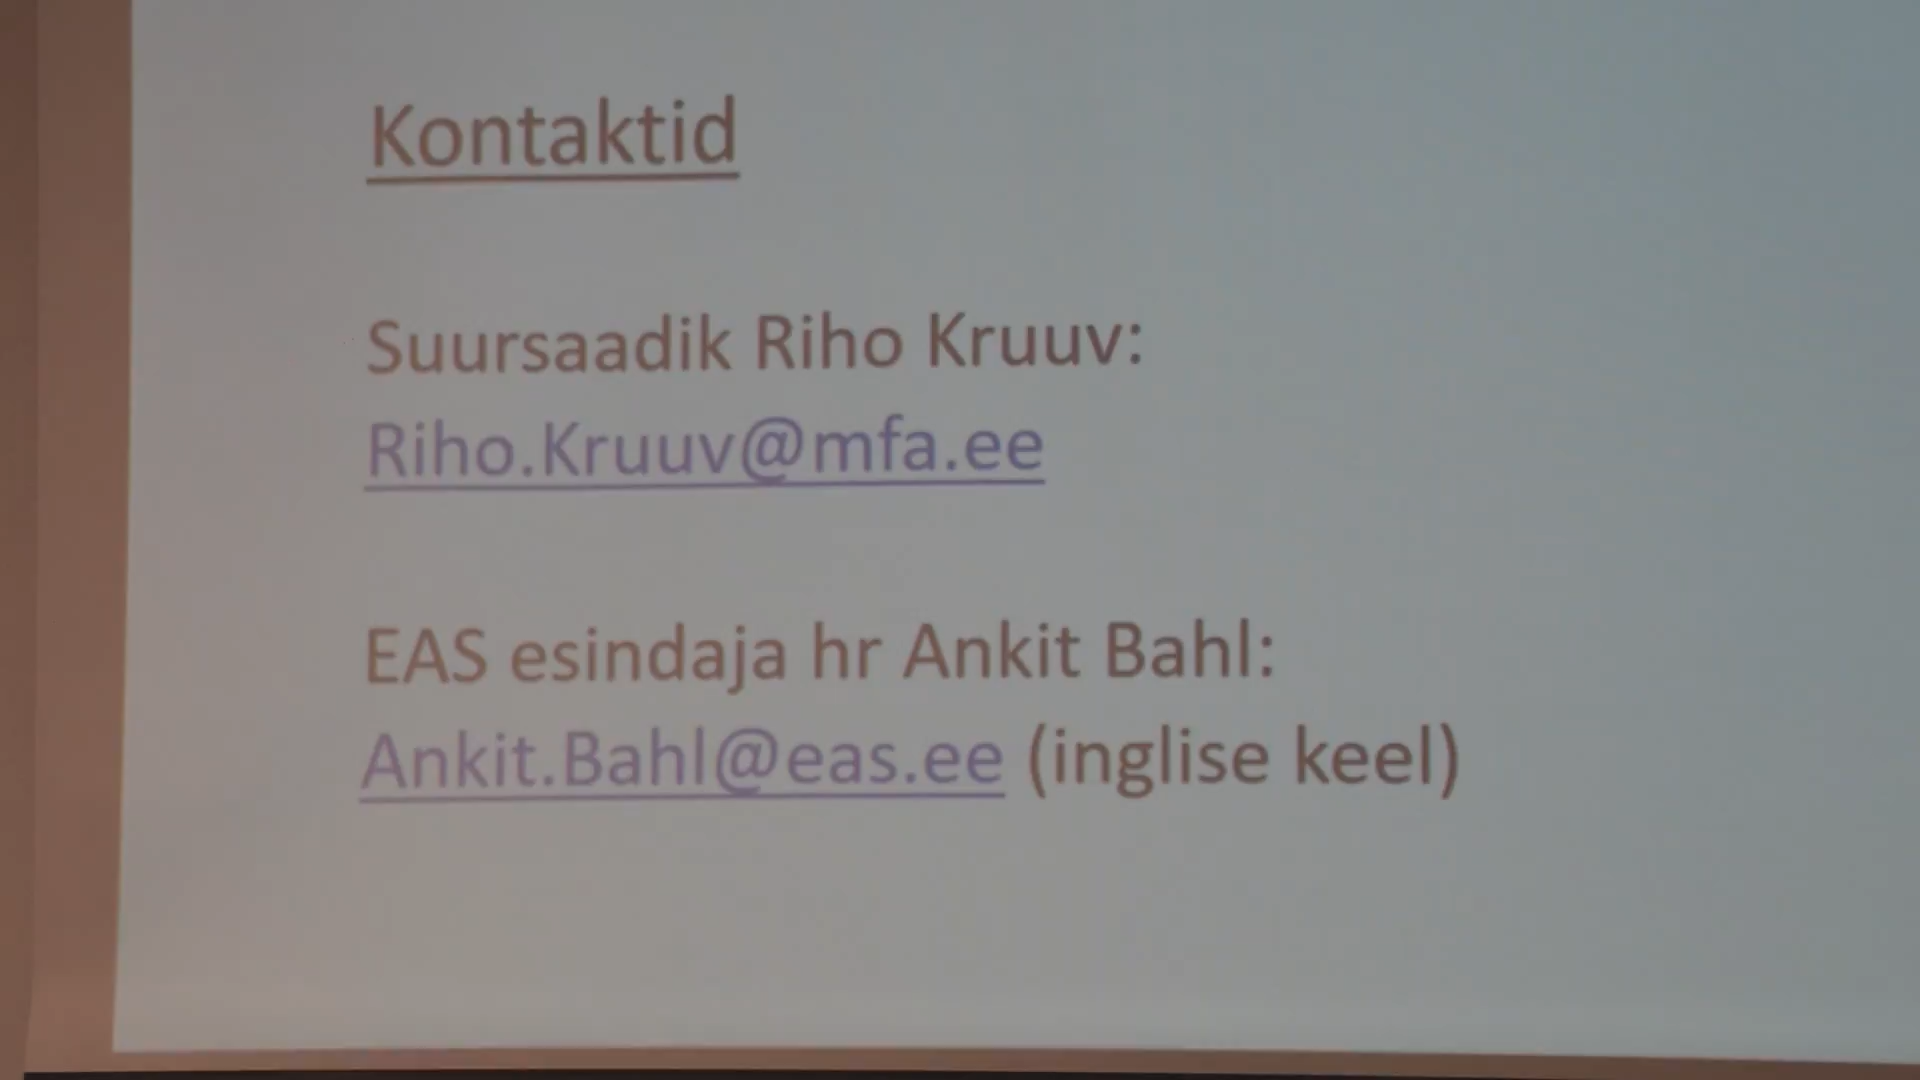 Kontaktid
Suursaadik Riho Kruuv:
Riho.Kruuv@mfa.ee
EAS esindaja hr Ankit Bahl:
Ankit.Bahl@eas.ee (inglise keel)